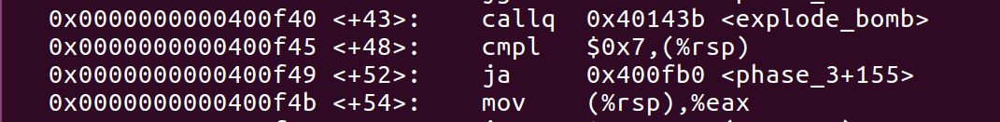 0x0000000000400f40 <+43>: callq 0x40143b <explode_bomb>
0x0000000000400f45 <+48>: cmpl $0x7,(%rsp)
0x0000000000400f49 <+52>: ja 0x400fb0 <phase_3+155>
0x0000000000400f4b <+54>: mov (%rsp),%eax